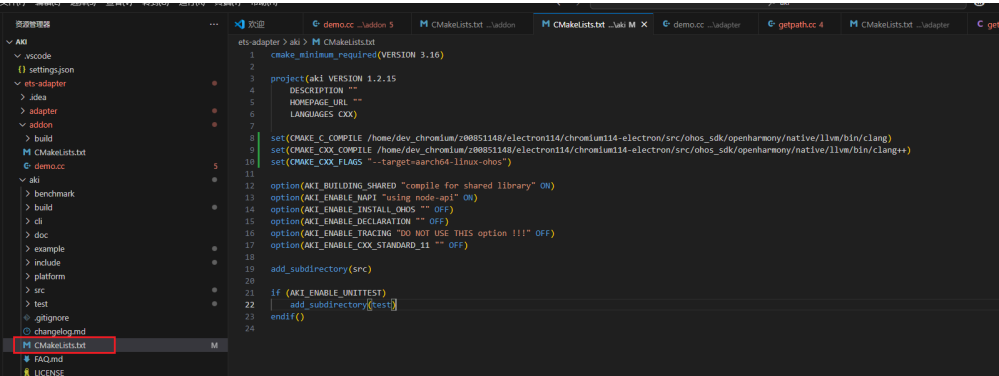 资源管理器
AKI
.vscode
settings.json
ets-adapter
.idea
adapter
addon
build
CMakeLists.txt
demo.cc 5
aki
benchmark
build
cli
doc
example
include
platform
src
test
.gitignore
changelog.md
CMakeLists.txt M
FAQ.md
LICENSE
欢迎
demo.cc ...\addon 5
CMakeLists.txt ...\addon
CMakeLists.txt ...\aki M
demo.cc ...\adapter
getpath.cc 4
CMakeLists.txt ...\adapter
ets-adapter > aki > CMakeLists.txt
1 cmake_minimum_required(VERSION 3.16)
2
3 project(aki VERSION 1.2.15
4 DESCRIPTION ""
5 HOMEPAGE_URL ""
6 LANGUAGES CXX)
7
8 set(CMAKE_C_COMPILE /home/dev_chromium/z00851148/electron114/chromium114-electron/src/ohos_sdk/openharmony/native/llvm/bin/clang)
9 set(CMAKE_CXX_COMPILE /home/dev_chromium/z00851148/electron114/chromium114-electron/src/ohos_sdk/openharmony/native/llvm/bin/clang++)
10 set(CMAKE_CXX_FLAGS "--target=aarch64-linux-ohos")
11
12 option(AKI_BUILDING_SHARED "compile for shared library" ON)
13 option(AKI_ENABLE_NAPI "using node-api" ON)
14 option(AKI_ENABLE_INSTALL_OHOS "" OFF)
15 option(AKI_ENABLE_DECLARATION "" OFF)
16 option(AKI_ENABLE_TRACING "DO NOT USE THIS option !!!" OFF)
17 option(AKI_ENABLE_CXX_STANDARD_11 "" OFF)
18
19 add_subdirectory(src)
20
21 if (AKI_ENABLE_UNITTEST)
22 add_subdirectory(test)
23 endif()
24